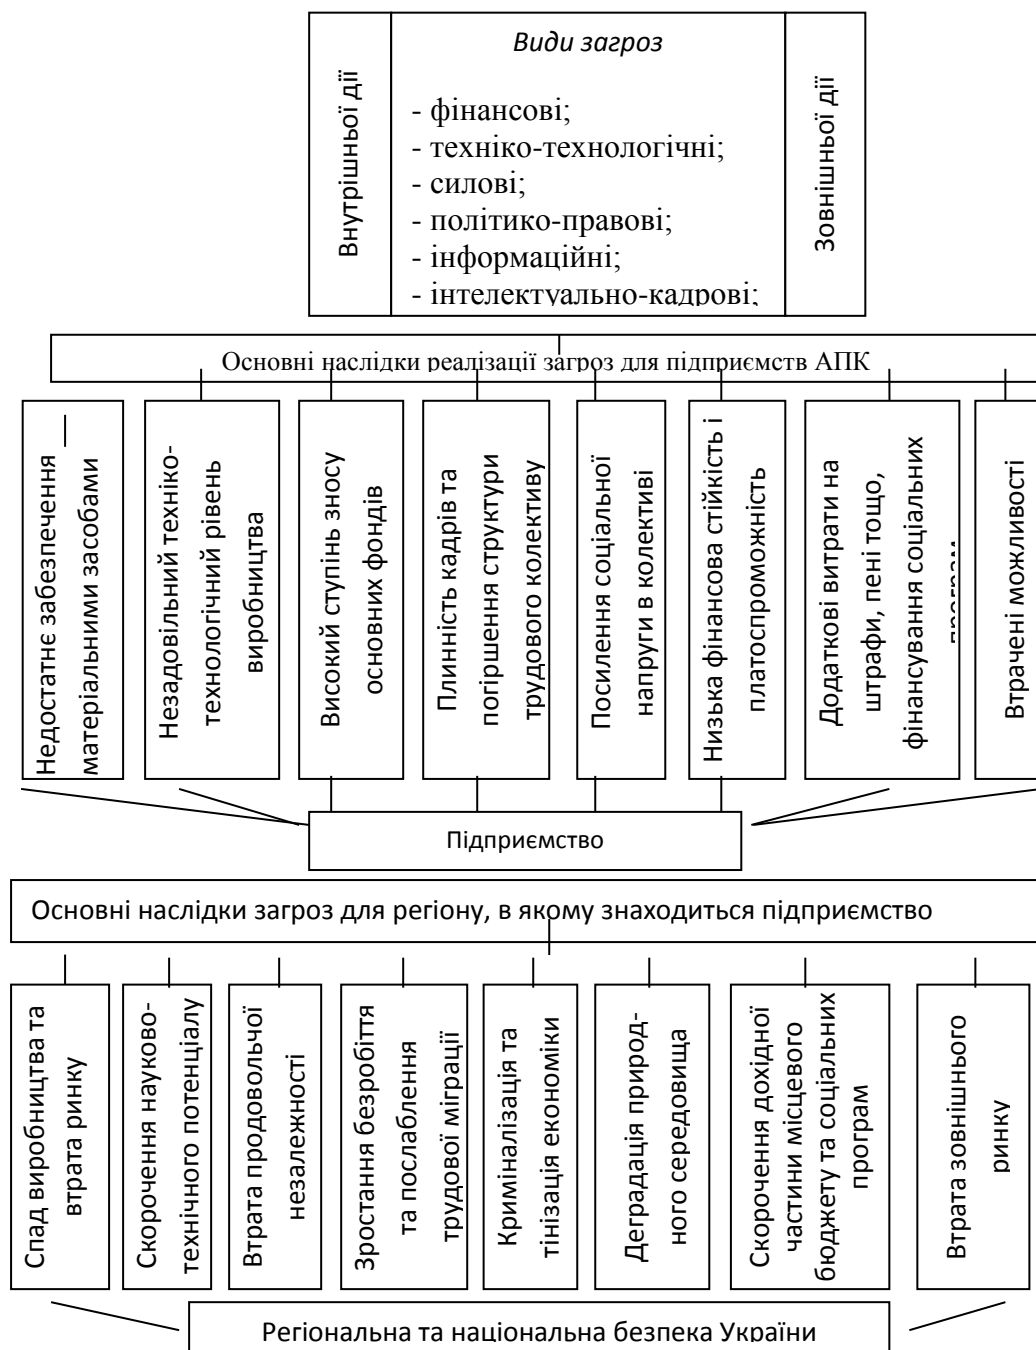 Види загроз
Внутрішньої дії
- фінансові;
- техніко-технологічні;
- силові;
- політико-правові;
- інформаційні;
- інтелектуально-кадрові;
Зовнішньої дії
Основні наслідки реалізації загроз для підприємств АПК
Недостатнє забезпечення
матеріальними засобами
Незадовільний техніко-
технологічний рівень
виробництва
Високий ступінь зносу
основних фондів
Плинність кадрів та
погіршення структури
трудового колективу
Посилення соціальної
напруги в колективі
Низька фінансова стійкість і
платоспроможність
Додаткові витрати на
штрафи, пені тощо,
фінансування соціальних
програм
Втрачені можливості
Підприємство
Основні наслідки загроз для регіону, в якому знаходиться підприємство
Спад виробництва та
втрата ринку
Скорочення науково-
технічного потенціалу
Втрата продовольчої
незалежності
Зростання безробіття
та послаблення
трудової міграції
Криміналізація та
тінізація економіки
Деградація природ-
ного середовища
Скорочення дохідної
частини місцевого
бюджету та соціальних
програм
Втрата зовнішнього
ринку
Регіональна та національна безпека України